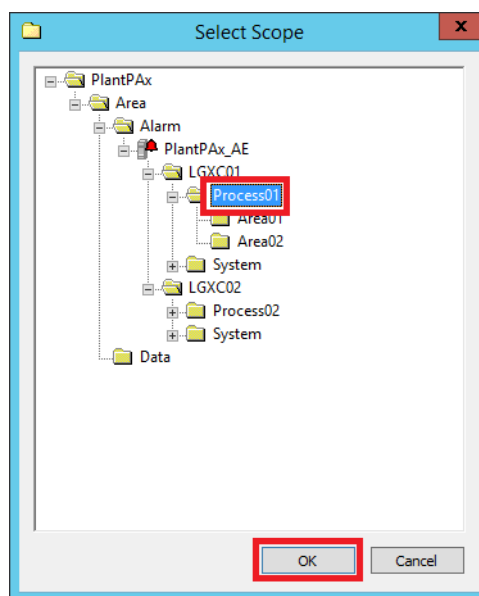 Select Scope
x
PlantPAx
Area
Alarm
PlantPAx_AE
LGXC01
Process01
Area01
Area02
System
LGXC02
Process02
System
Data
OK
Cancel